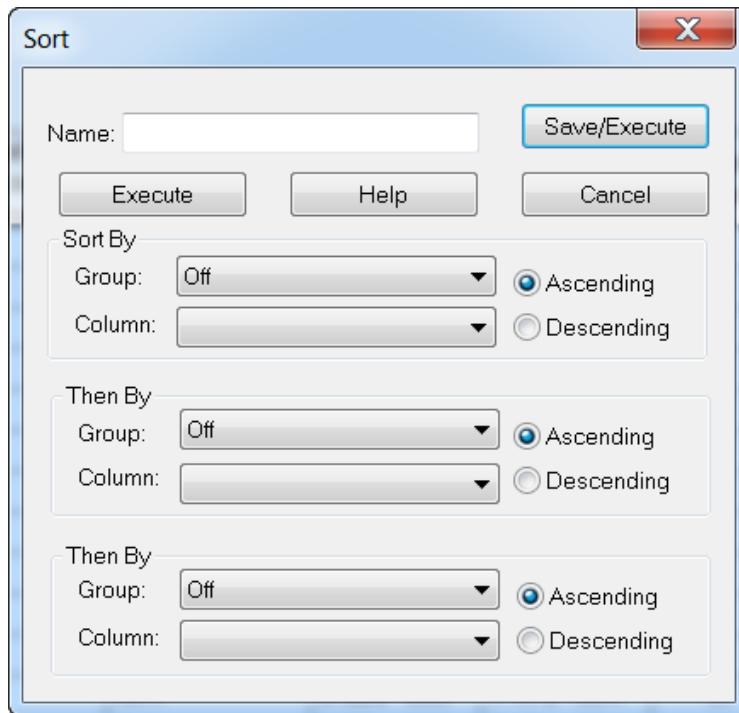 Sort
Name:
Save/Execute
Execute
Help
Cancel
Sort By
Group: Off
Ascending
Column:
Descending
Then By
Group: Off
Ascending
Column:
Descending
Then By
Group: Off
Ascending
Column:
Descending